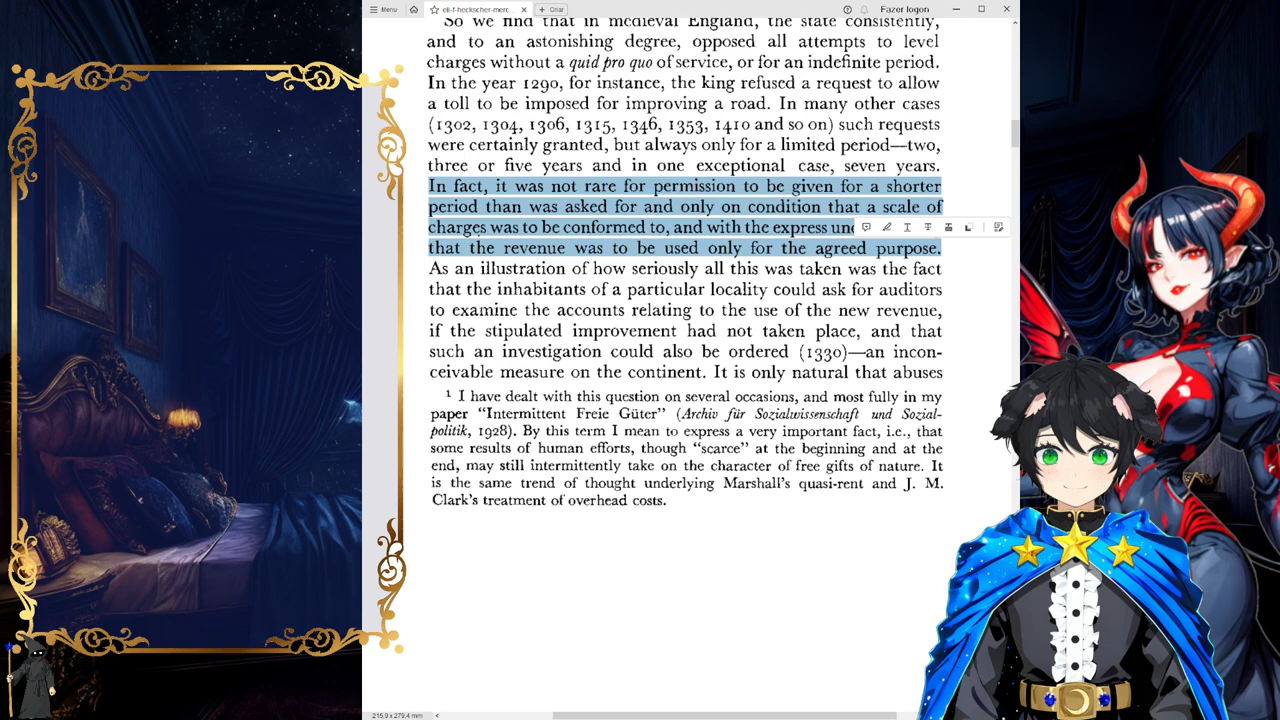 Menu
eli-f-heckscher-merc...
Criar
Fazer logon
So we find that in medieval England, the state consistently,
and to an astonishing degree, opposed all attempts to level
charges without a quid pro quo of service, or for an indefinite period.
In the year 1290, for instance, the king refused a request to allow
a toll to be imposed for improving a road. In many other cases
(1302, 1304, 1306, 1315, 1346, 1353, 1410 and so on) such requests
were certainly granted, but always only for a limited period—two,
three or five years and in one exceptional case, seven years.
In fact, it was not rare for permission to be given for a shorter
period than was asked for and only on condition that a scale of
charges was to be conformed to, and with the express
that the revenue was to be used only for the agreed purpose.
As an illustration of how seriously all this was taken was the fact
that the inhabitants of a particular locality could ask for auditors
to examine the accounts relating to the use of the new revenue,
if the stipulated improvement had not taken place, and that
such an investigation could also be ordered (1330)—an incon-
ceivable measure on the continent. It is only natural that abuses
¹ I have dealt with this question on several occasions, and most fully in my
paper "Intermittent Freie Güter" (Archiv für Sozialwissenschaft und Sozial-
politik, 1928). By this term I mean to express a very important fact, i.e., that
some results of human efforts, though "scarce" at the beginning and at the
end, may still intermittently take on the character of free gifts of nature. It
is the same trend of thought underlying Marshall's quasi-rent and J. M.
Clark's treatment of overhead costs.
215,9 x 279,4 mm